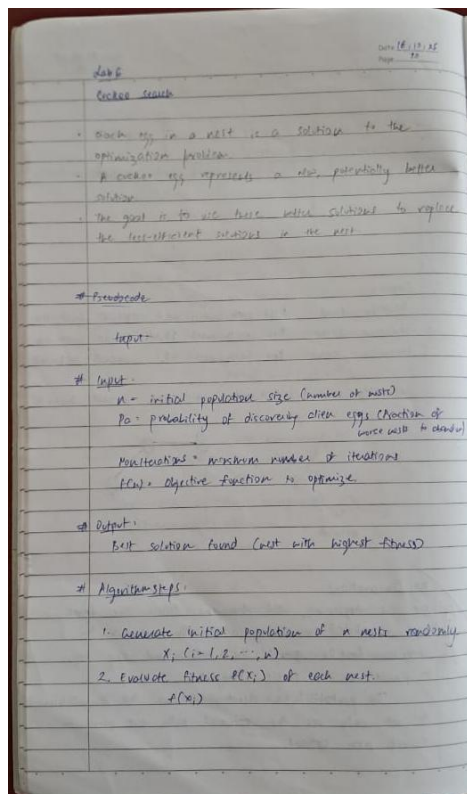 Date
Page
Lab 6
Cuckoo search
- Each egg in a nest is a solution to the
optimization problem.
- A cuckoo egg represents a new, potentially better
solution
- The goal is to use these better solutions to replace
the less-efficient solutions in the nest
# Pseudocode
Input -
# Input.
n = initial population size (number of nests)
Pa = probability of discovering alien eggs (fraction of
worse nests to abandon)
Maxiterations = maximum number of iterations
f(x) = Objective function to optimize
# Output.
Best solution found (nest with highest fitness)
# Algorithm steps.
1. Generate initial population of n nests randomly
Xi (i = 1, 2, ..., n)
2. Evaluate fitness f(Xi) of each nest.
f(xi)